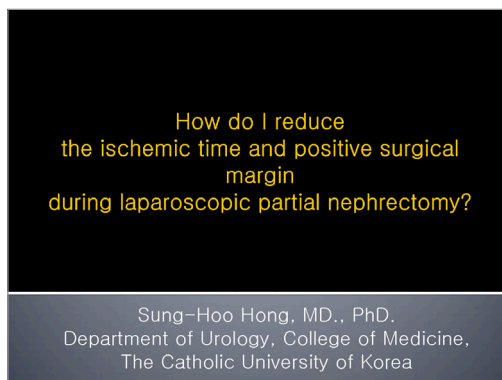 How do I reduce
the ischemic time and positive surgical
margin
during laparoscopic partial nephrectomy?
Sung-Hoo Hong, MD., PhD.
Department of Urology, College of Medicine,
The Catholic University of Korea